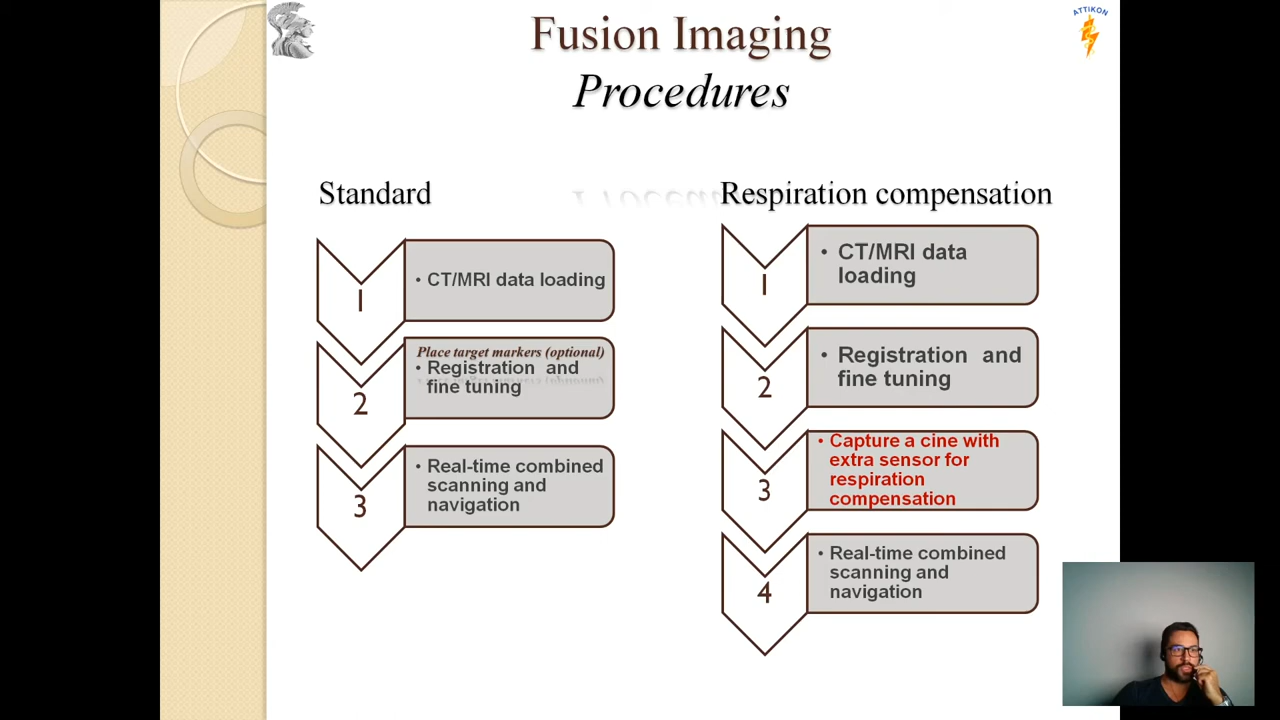 ATTIKON
Fusion Imaging
Procedures
Standard
1
• CT/MRI data loading
2
Place target markers (optional)
• Registration and
fine tuning
3
• Real-time combined
scanning and
navigation
Respiration compensation
1
• CT/MRI data
loading
2
• Registration and
fine tuning
3
• Capture a cine with
extra sensor for
respiration
compensation
4
• Real-time combined
scanning and
navigation